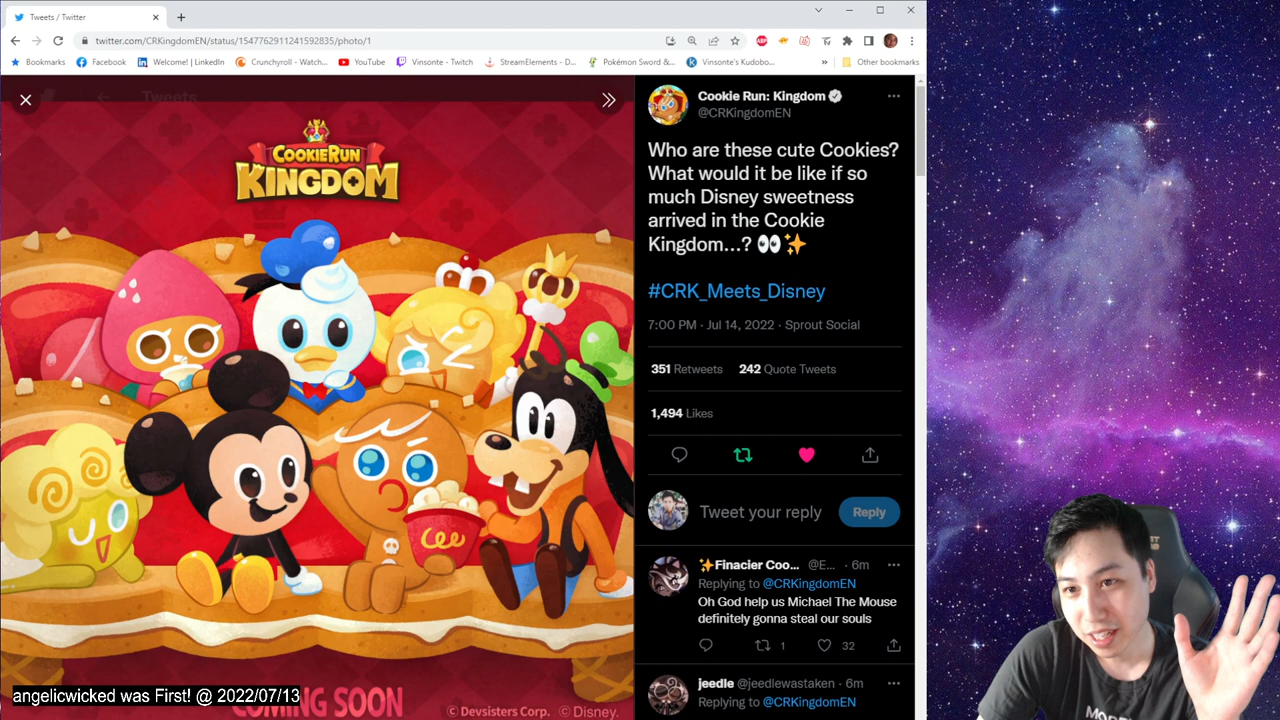 Tweets / Twitter
twitter.com/CRKingdomEN/status/1547762911241592835/photo/1
ABP
Bookmarks Facebook Welcome! | LinkedIn Crunchyroll - Watch... YouTube Vinsonte - Twitch StreamElements - D... Pokémon Sword &... Vinsonte's Kudobo... » Other bookmarks
Tweets
COOKIERUN
KINGDOM
COMING SOON
© Devsisters Corp. © Disney.
angelicwicked was First! @ 2022/07/13
Cookie Run: Kingdom
@CRKingdomEN
Who are these cute Cookies?
What would it be like if so
much Disney sweetness
arrived in the Cookie
Kingdom...? 👀✨
#CRK_Meets_Disney
7:00 PM · Jul 14, 2022 · Sprout Social
351 Retweets 242 Quote Tweets
1,494 Likes
Tweet your reply Reply
✨Finacier Coo... @E... · 6m
Replying to @CRKingdomEN
Oh God help us Michael The Mouse
definitely gonna steal our souls
1 32
jeedle @jeedlewastaken · 6m
Replying to @CRKingdomEN